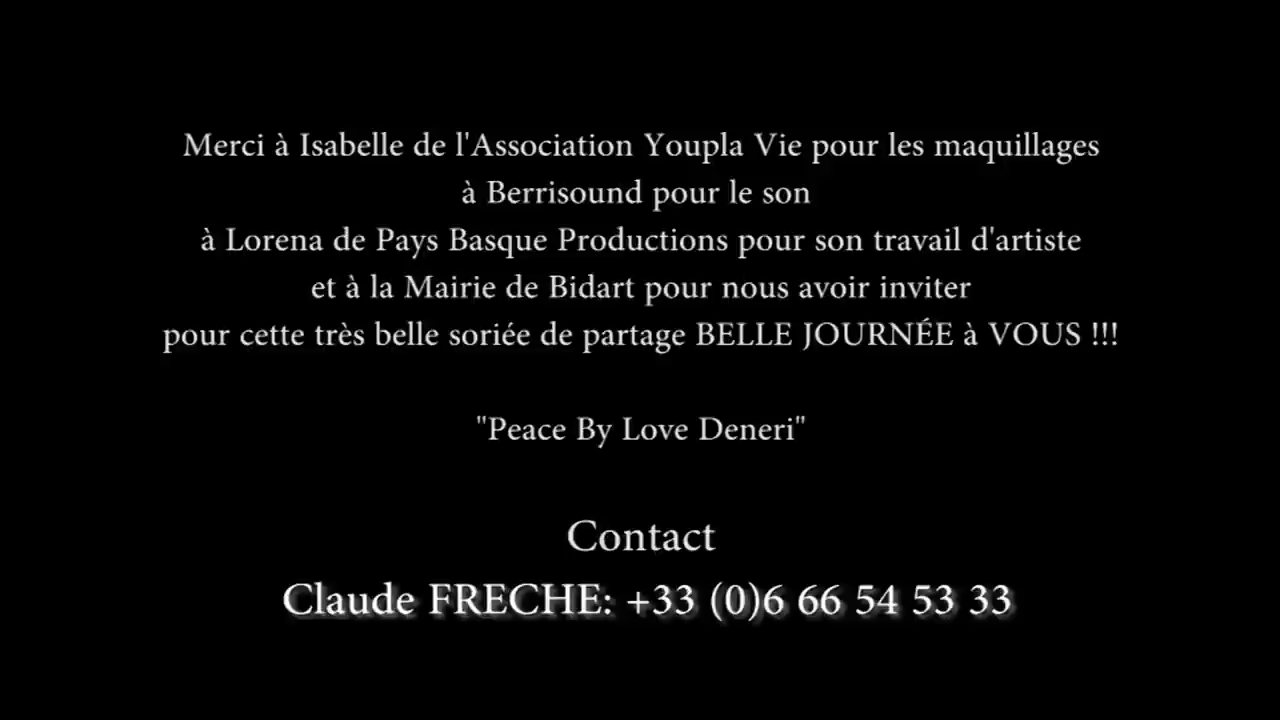 Merci à Isabelle de l'Association Youpla Vie pour les maquillages
à Berrisound pour le son
à Lorena de Pays Basque Productions pour son travail d'artiste
et à la Mairie de Bidart pour nous avoir inviter
pour cette très belle soriée de partage BELLE JOURNÉE à VOUS !!!
"Peace By Love Deneri"
Contact
Claude FRECHE: +33 (0)6 66 54 53 33